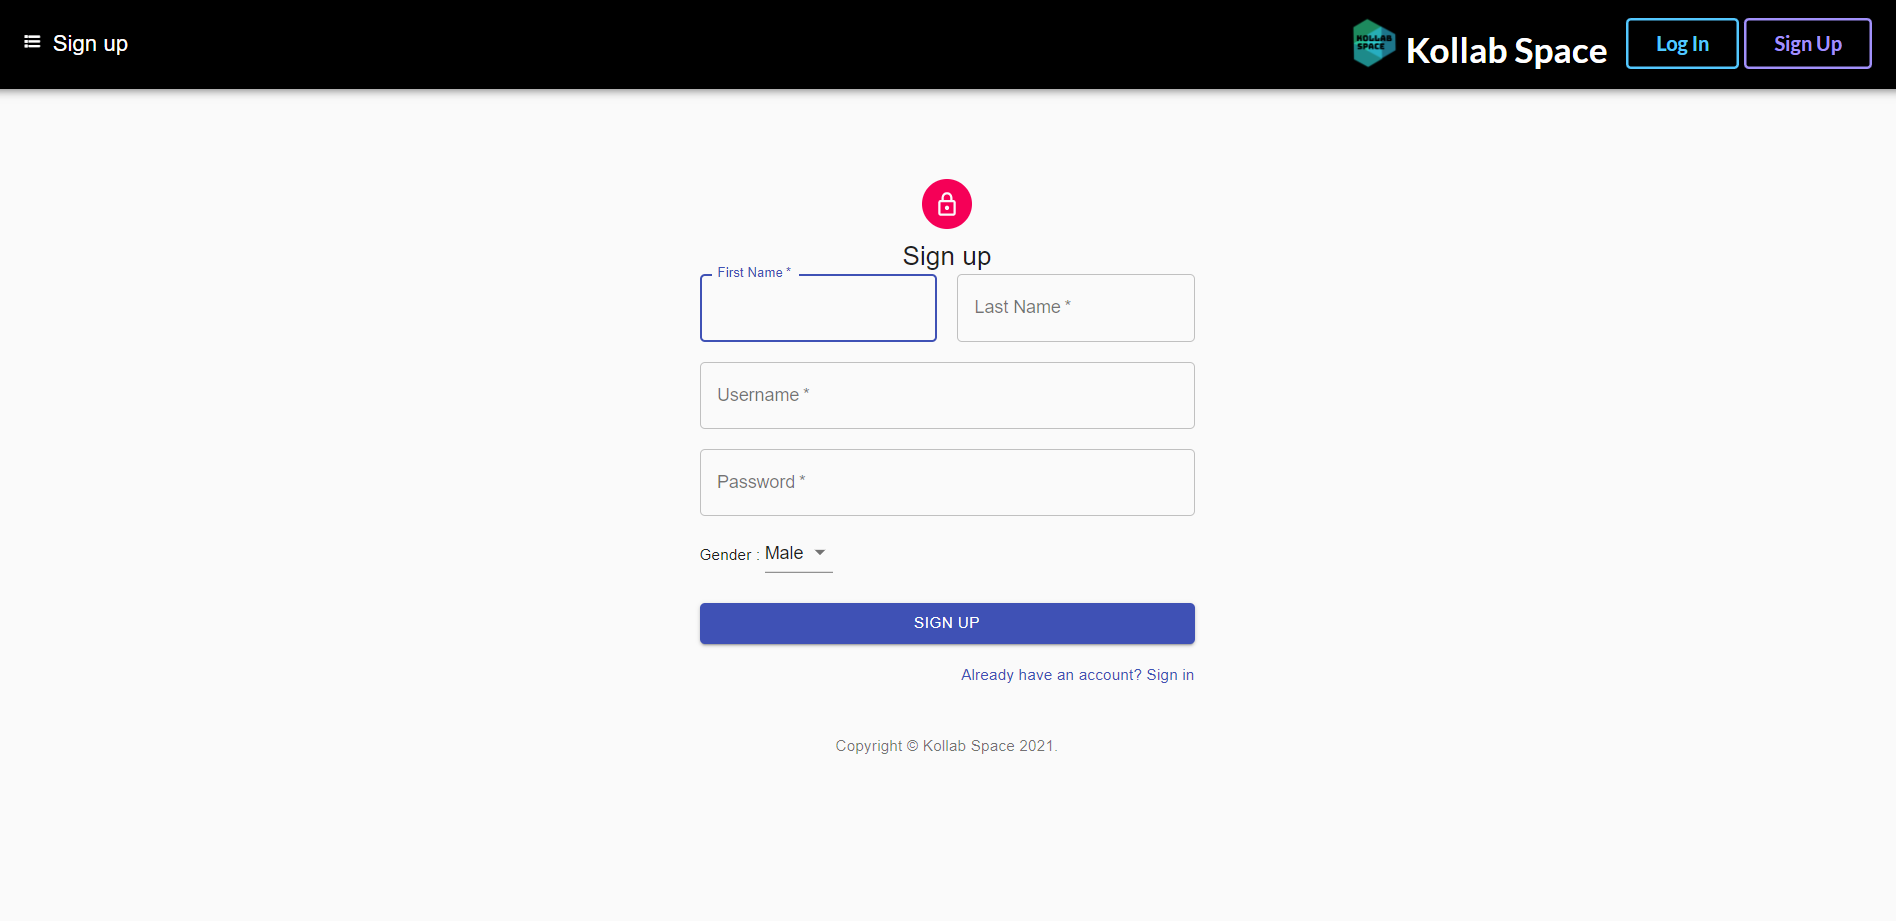 Sign up
KOLLAB
SPACE
Kollab Space
Log In
Sign Up
Sign up
First Name *
Last Name *
Username *
Password *
Gender : Male
SIGN UP
Already have an account? Sign in
Copyright © Kollab Space 2021.